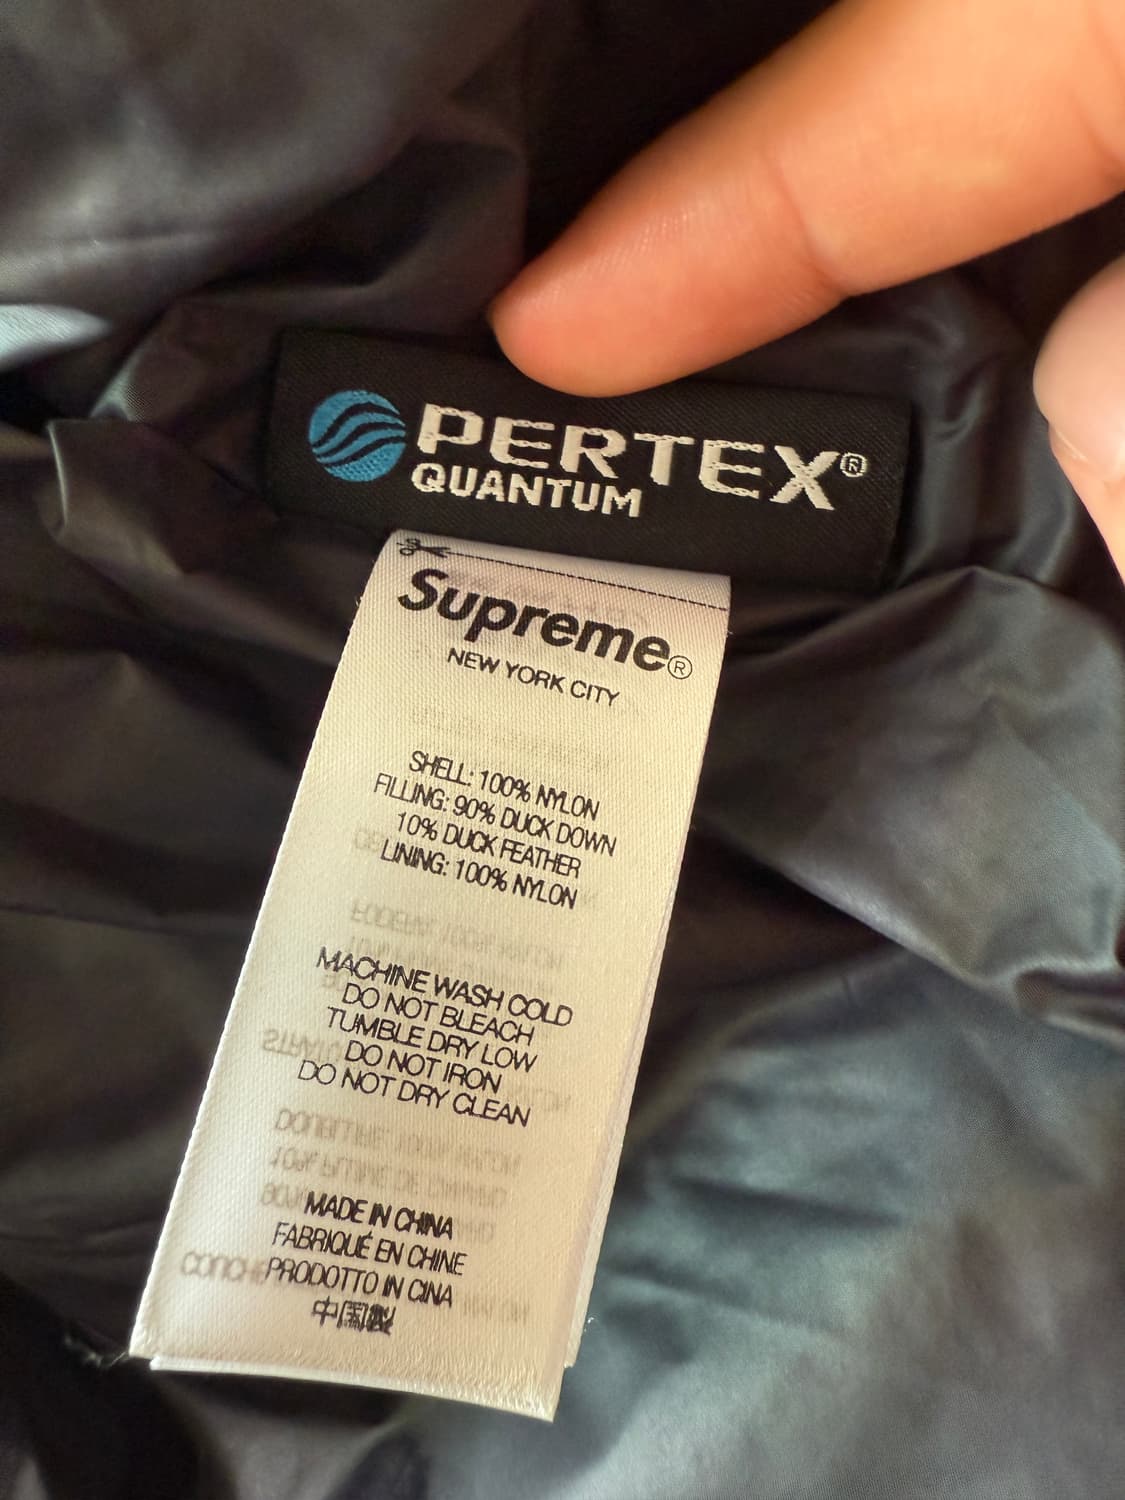 PERTEX®
QUANTUM
Supreme®
NEW YORK CITY
SHELL: 100% NYLON
FILLING: 90% DUCK DOWN
10% DUCK FEATHER
LINING: 100% NYLON
MACHINE WASH COLD
DO NOT BLEACH
TUMBLE DRY LOW
DO NOT IRON
DO NOT DRY CLEAN
MADE IN CHINA
FABRIQUÉ EN CHINE
PRODOTTO IN CINA
中国製